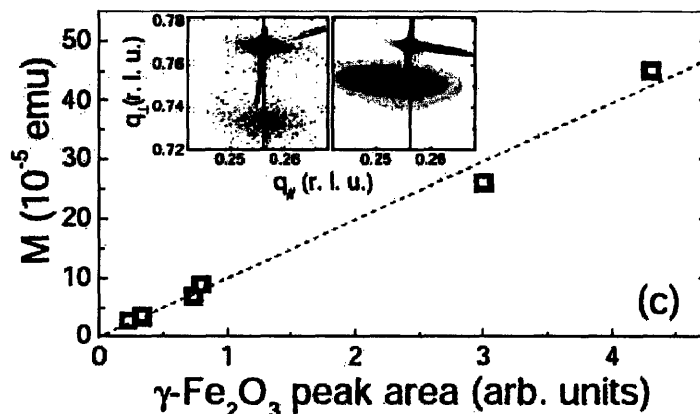 50
40
30
20
10
0
M (10⁻⁵ emu)
0 1 2 3 4
γ-Fe₂O₃ peak area (arb. units)
(c)
0.78
0.76
0.74
0.72
q⊥(r. l. u.)
0.25 0.26 0.25 0.26
q// (r. l. u.)